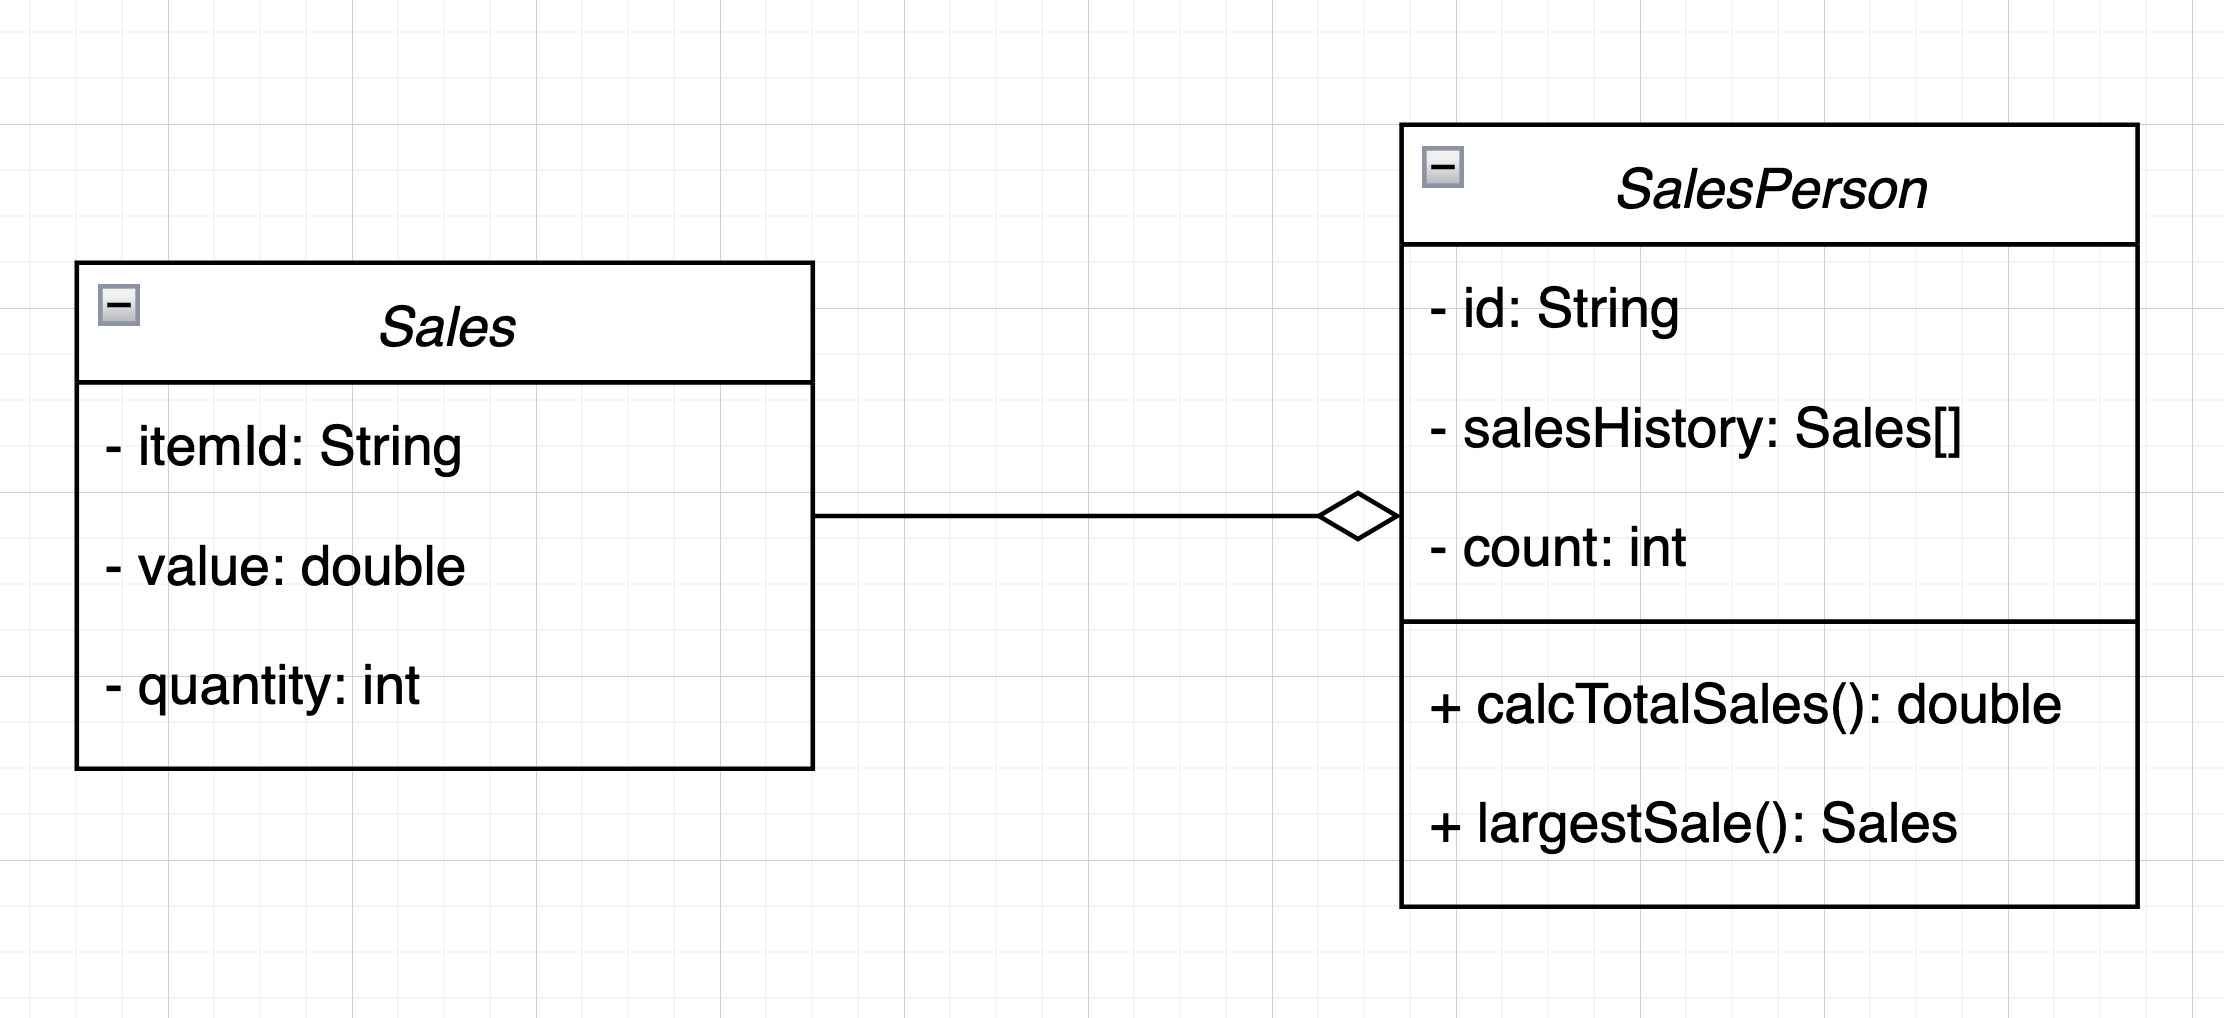 Sales
- itemId: String
- value: double
- quantity: int
SalesPerson
- id: String
- salesHistory: Sales[]
- count: int
+ calcTotalSales(): double
+ largestSale(): Sales